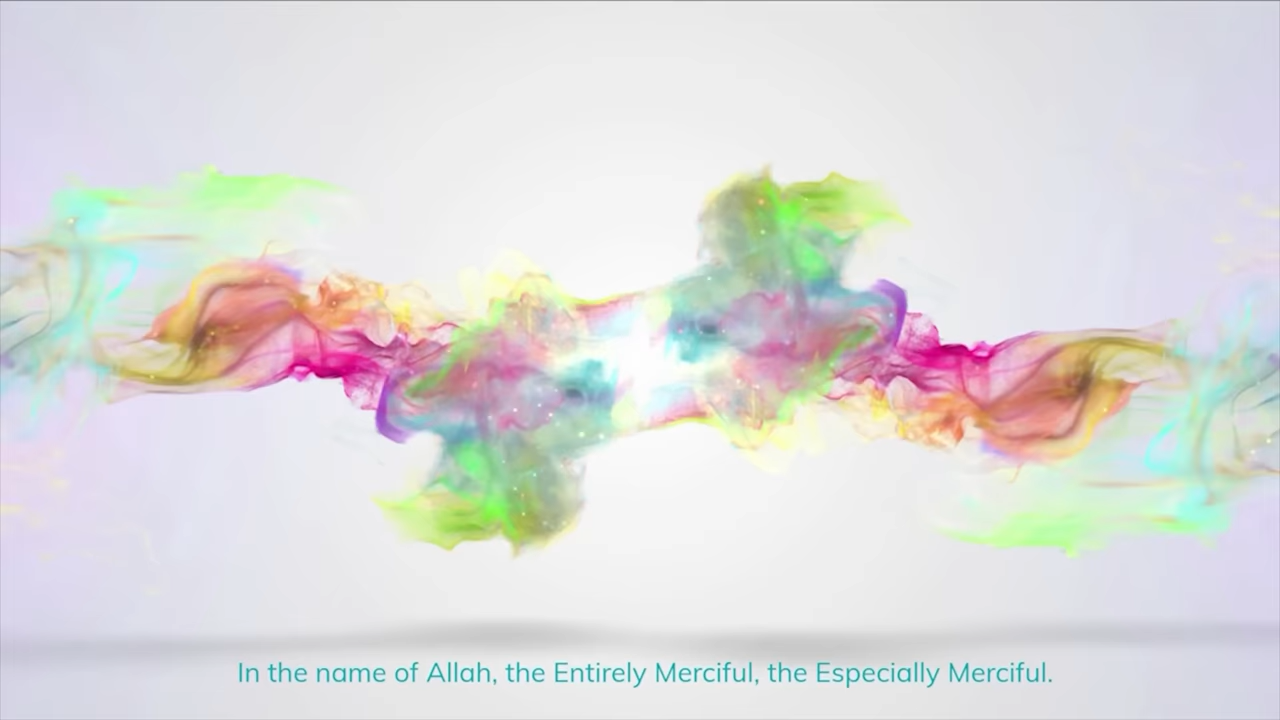 In the name of Allah, the Entirely Merciful, the Especially Merciful.